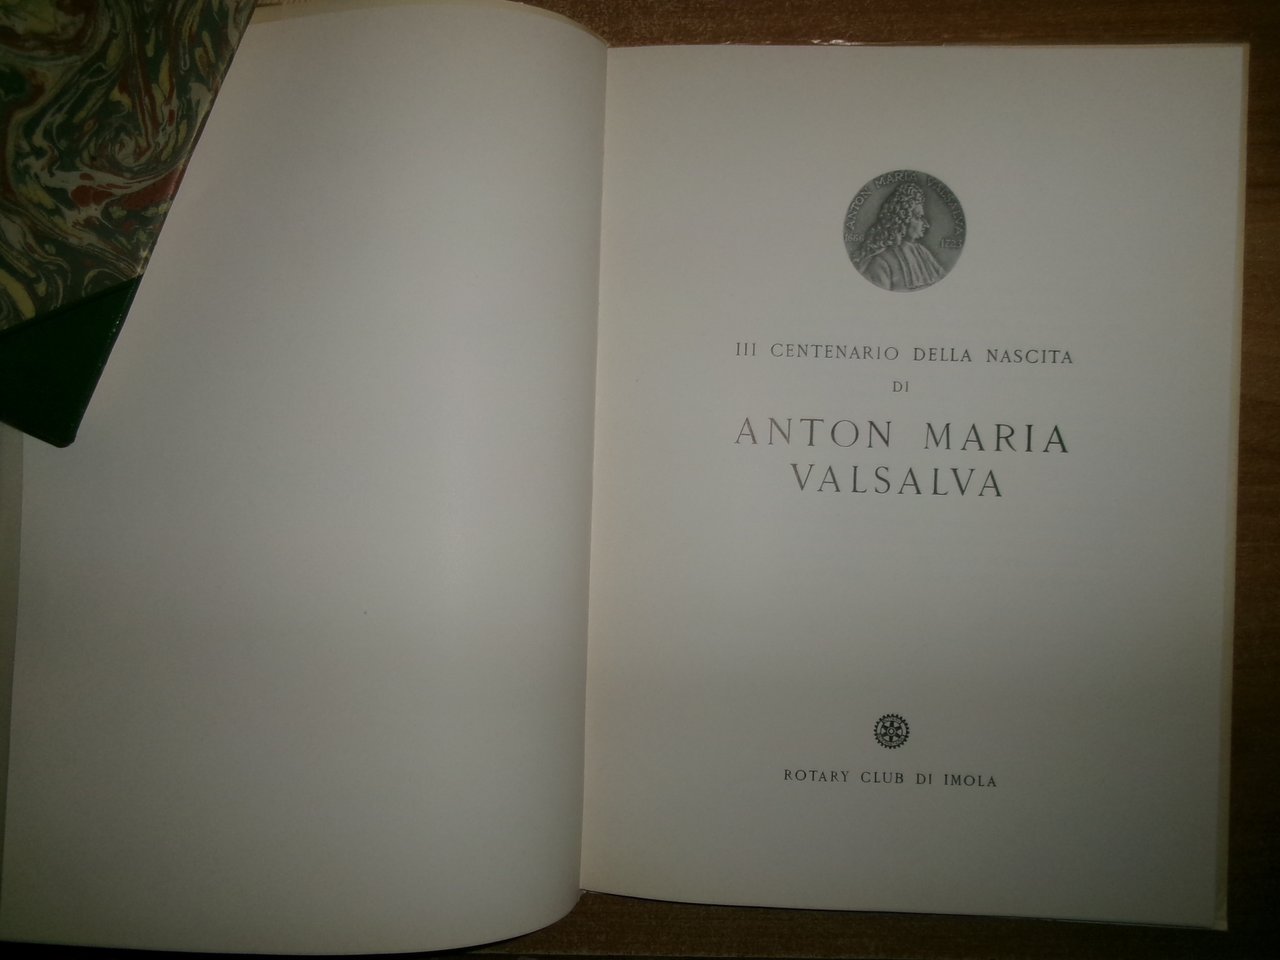 ANTON MARIA VALSALVA
1723
III CENTENARIO DELLA NASCITA
DI
ANTON MARIA
VALSALVA
ROTARY CLUB DI IMOLA